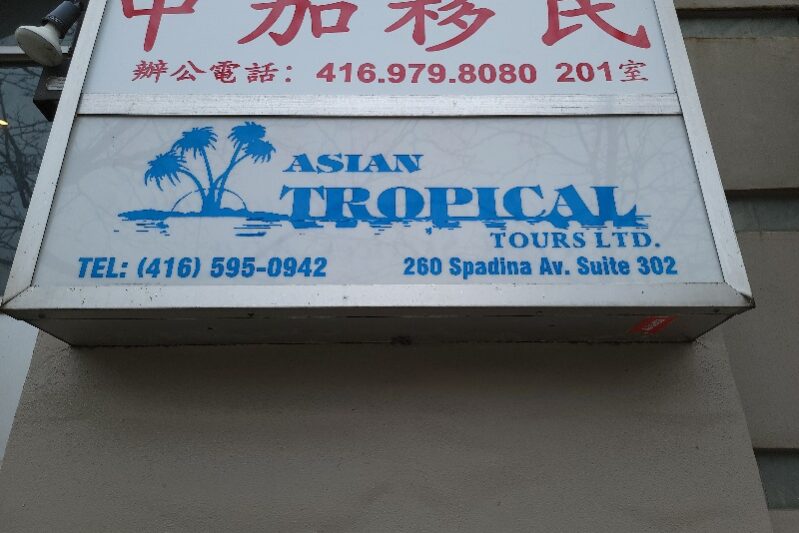 中加移民
辦公電話: 416.979.8080 201室
ASIAN
TROPICAL
TOURS LTD.
TEL: (416) 595-0942 260 Spadina Av. Suite 302